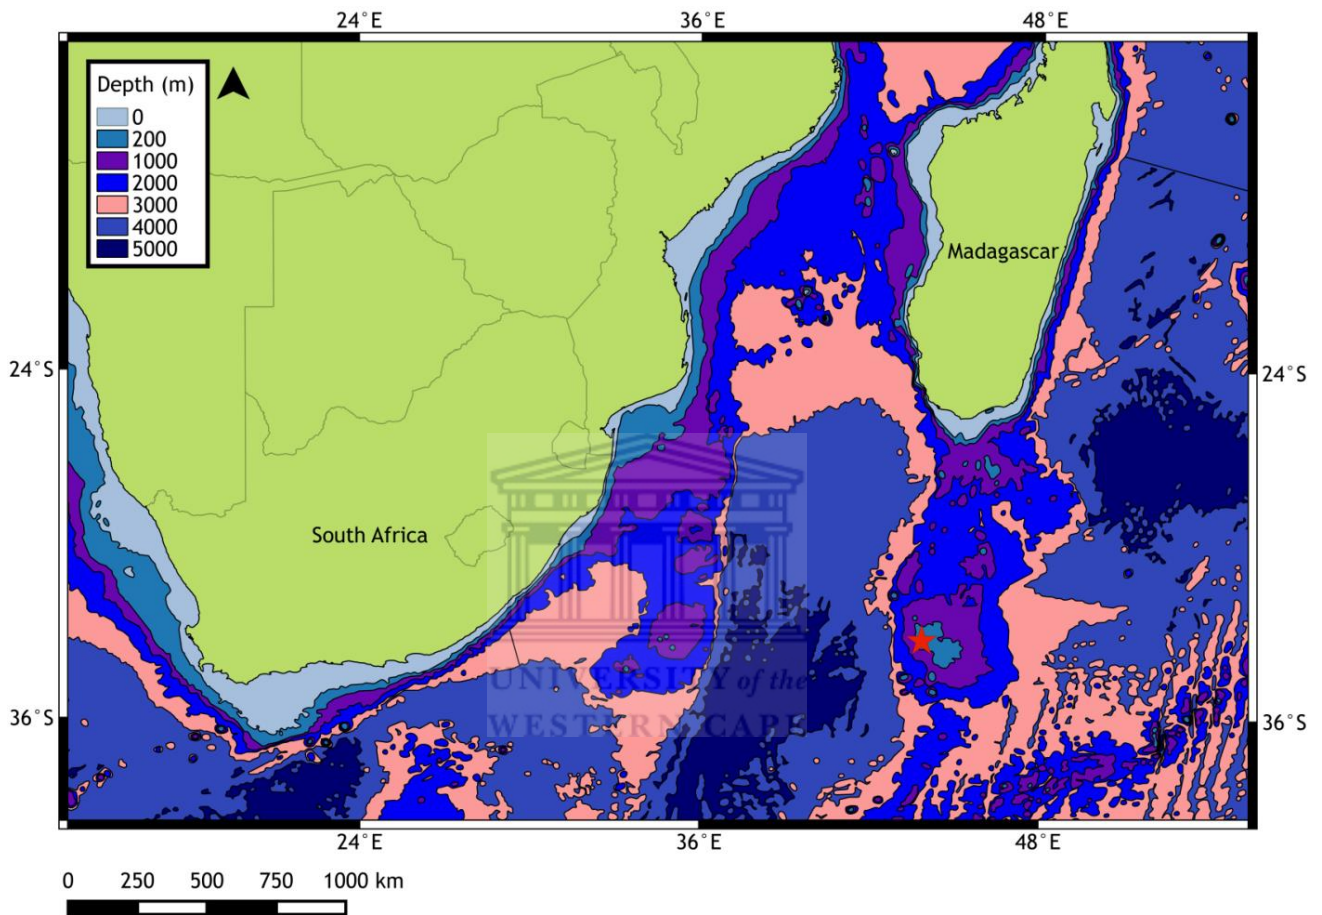 24°E 36°E 48°E
Depth (m)
0
200
1000
2000
3000
4000
5000
Madagascar
24°S 24°S
South Africa
UNIVERSITY of the
WESTERN CAPE
36°S 36°S
24°E 36°E 48°E
0 250 500 750 1000 km